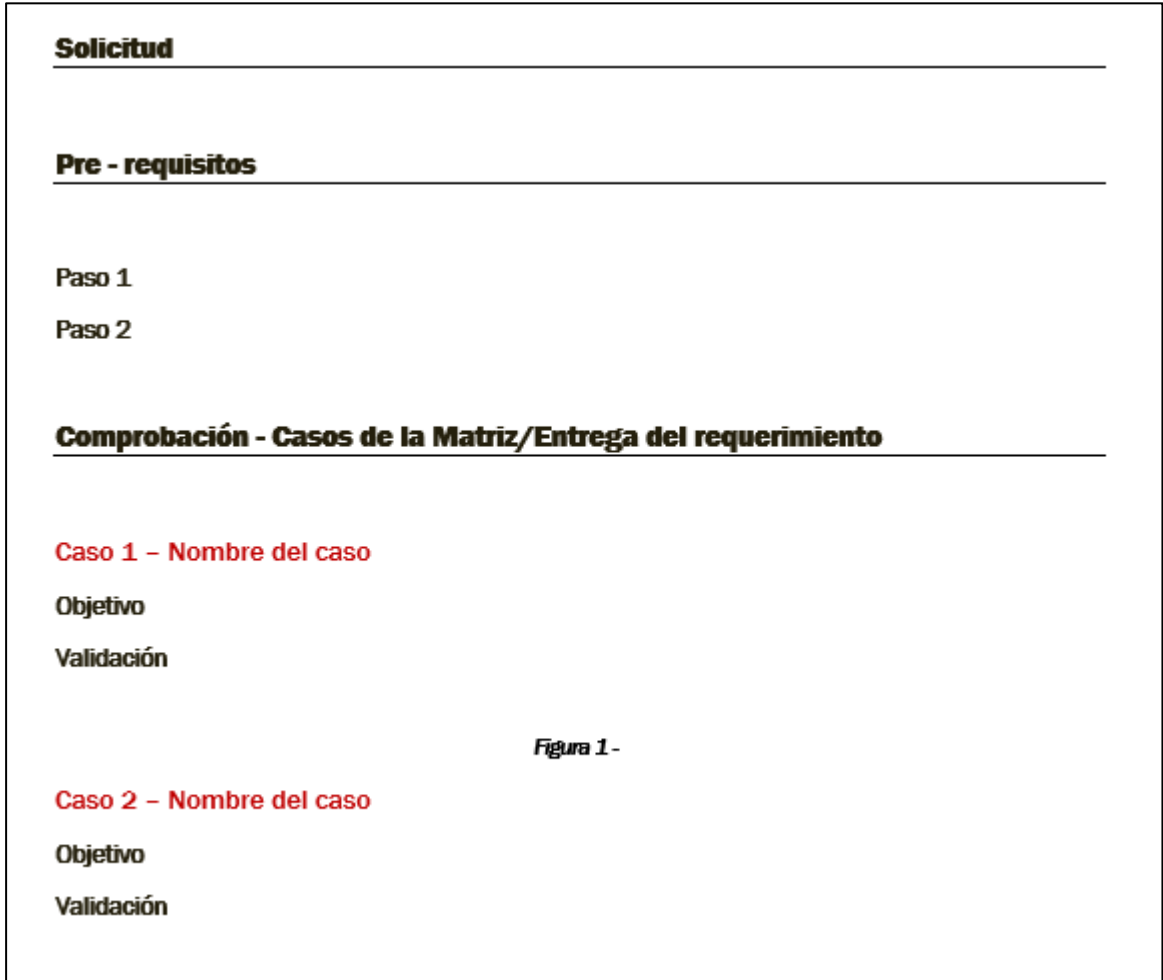 Solicitud
Pre - requisitos
Paso 1
Paso 2
Comprobación - Casos de la Matriz/Entrega del requerimiento
Caso 1 – Nombre del caso
Objetivo
Validación
Figura 1 -
Caso 2 – Nombre del caso
Objetivo
Validación